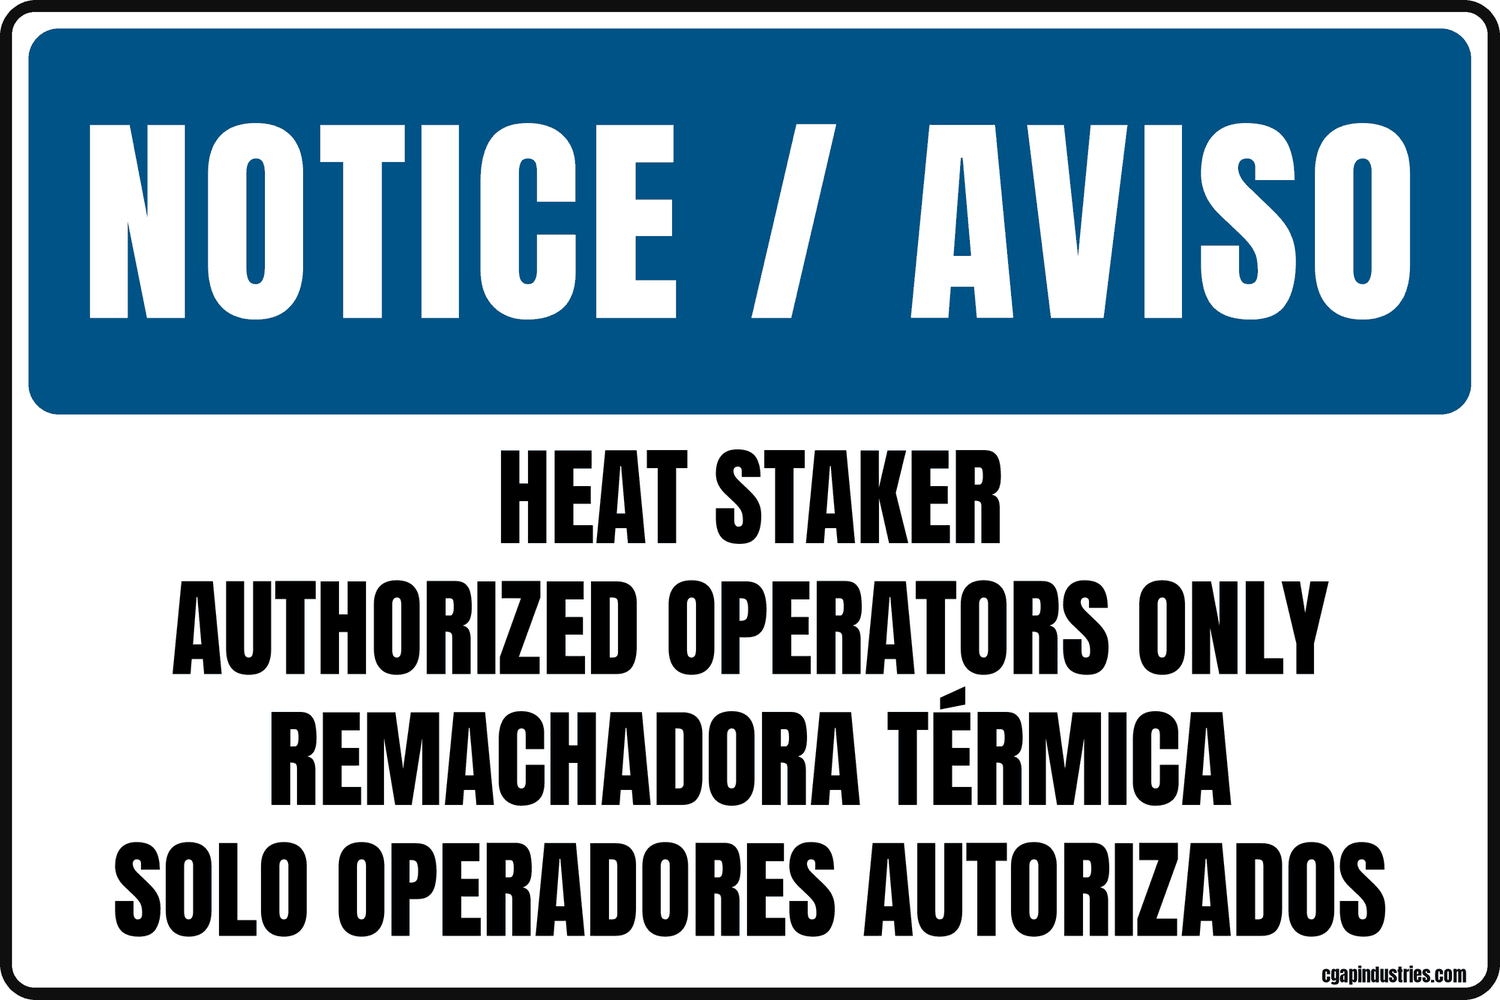 NOTICE / AVISO
HEAT STAKER
AUTHORIZED OPERATORS ONLY
REMACHADORA TÉRMICA
SOLO OPERADORES AUTORIZADOS
cgapindustries.com